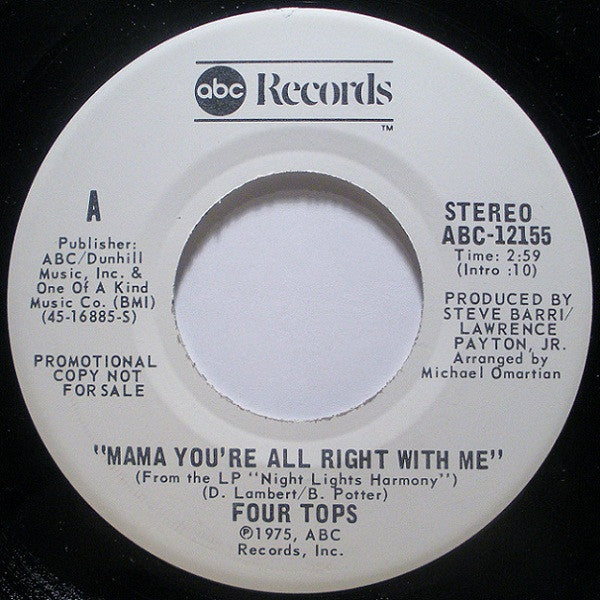 abc Records
™
A
Publisher:
ABC/Dunhill
Music, Inc. &
One Of A Kind
Music Co. (BMI)
(45-16885-S)
PROMOTIONAL
COPY NOT
FOR SALE
STEREO
ABC-12155
Time: 2:59
(Intro :10)
PRODUCED BY
STEVE BARRI/
LAWRENCE
PAYTON, JR.
Arranged by
Michael Omartian
"MAMA YOU'RE ALL RIGHT WITH ME"
(From the LP "Night Lights Harmony")
(D. Lambert/B. Potter)
FOUR TOPS
℗1975, ABC
Records, Inc.